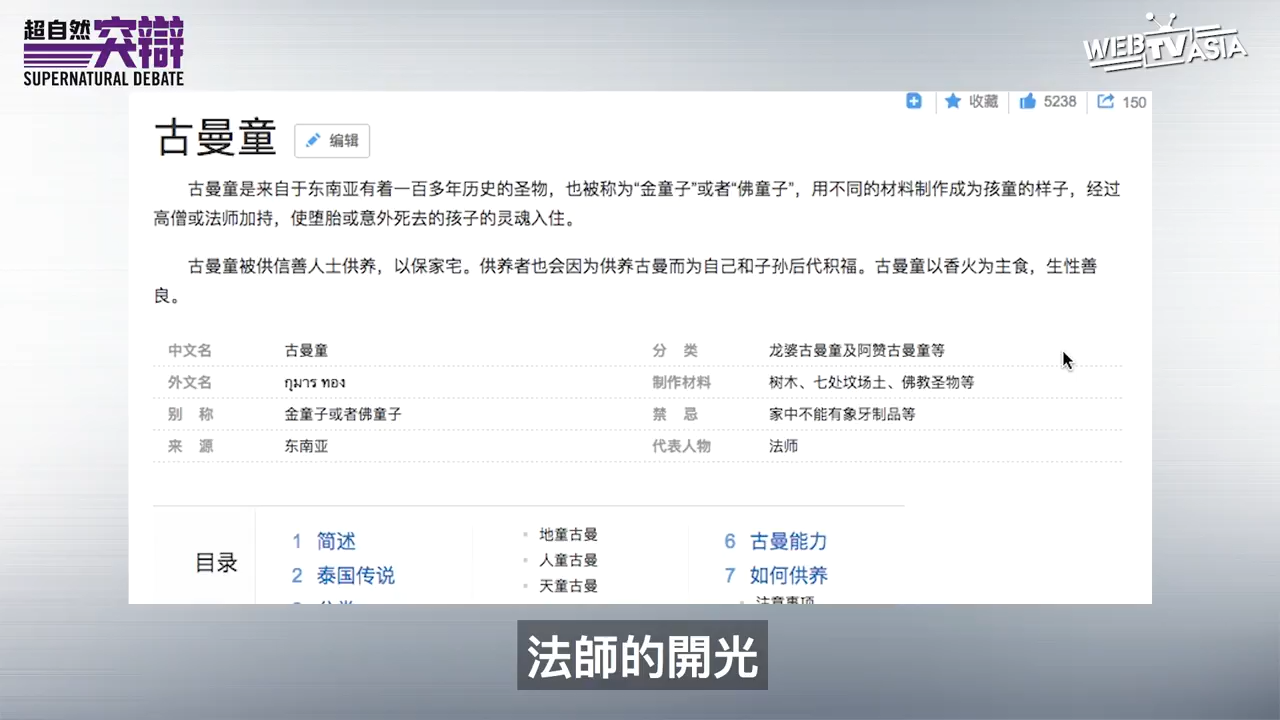 超自然突辯
SUPERNATURAL DEBATE
WEBTVASIA
收藏
5238
150
古曼童
编辑
古曼童是来自于东南亚有着一百多年历史的圣物，也被称为“金童子”或者“佛童子”，用不同的材料制作成为孩童的样子，经过
高僧或法师加持，使堕胎或意外死去的孩子的灵魂入住。
古曼童被供信善人士供养，以保家宅。供养者也会因为供养古曼而为自己和子孙后代积福。古曼童以香火为主食，生性善
良。
中文名 古曼童 分 类 龙婆古曼童及阿赞古曼童等
外文名 กุมาร ทอง 制作材料 树木、七处坟场土、佛教圣物等
别 称 金童子或者佛童子 禁 忌 家中不能有象牙制品等
来 源 东南亚 代表人物 法师
目录
1 简述
2 泰国传说
地童古曼
人童古曼
天童古曼
6 古曼能力
7 如何供养
注意事项
法師的開光